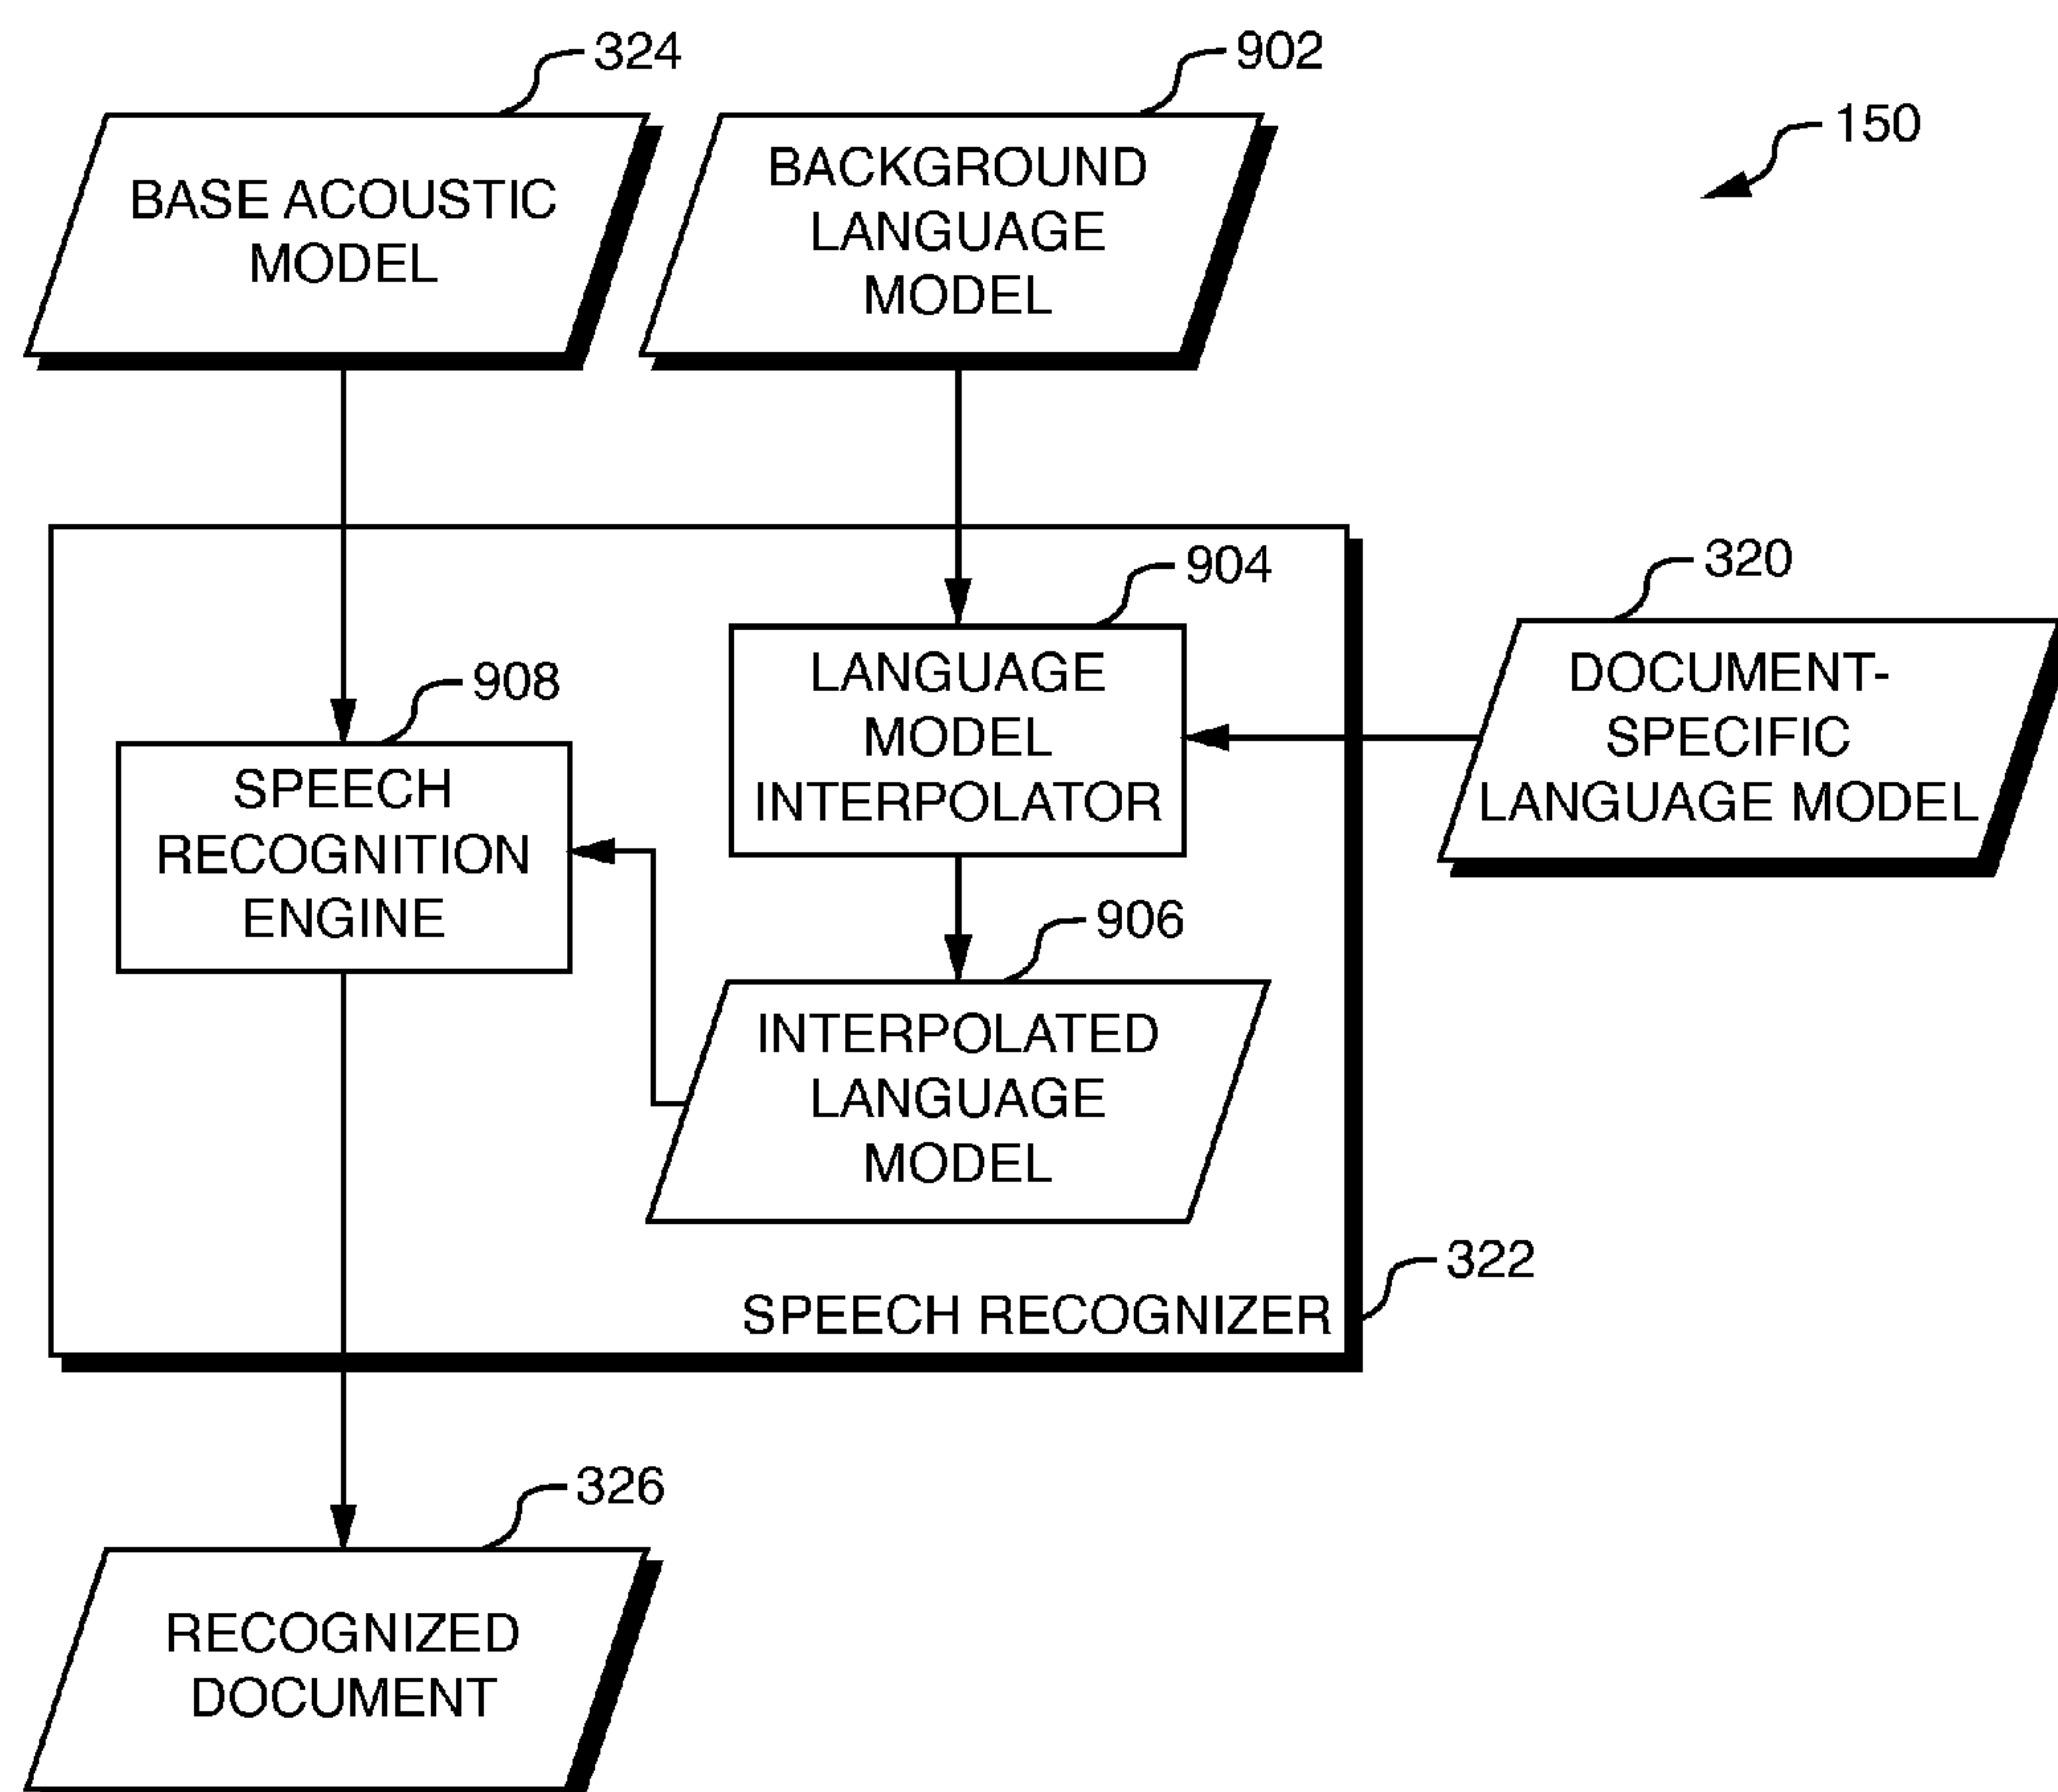 324
902
150
BASE ACOUSTIC
MODEL
BACKGROUND
LANGUAGE
MODEL
904
320
LANGUAGE
MODEL
INTERPOLATOR
DOCUMENT-
SPECIFIC
LANGUAGE MODEL
908
SPEECH
RECOGNITION
ENGINE
906
INTERPOLATED
LANGUAGE
MODEL
322
SPEECH RECOGNIZER
326
RECOGNIZED
DOCUMENT